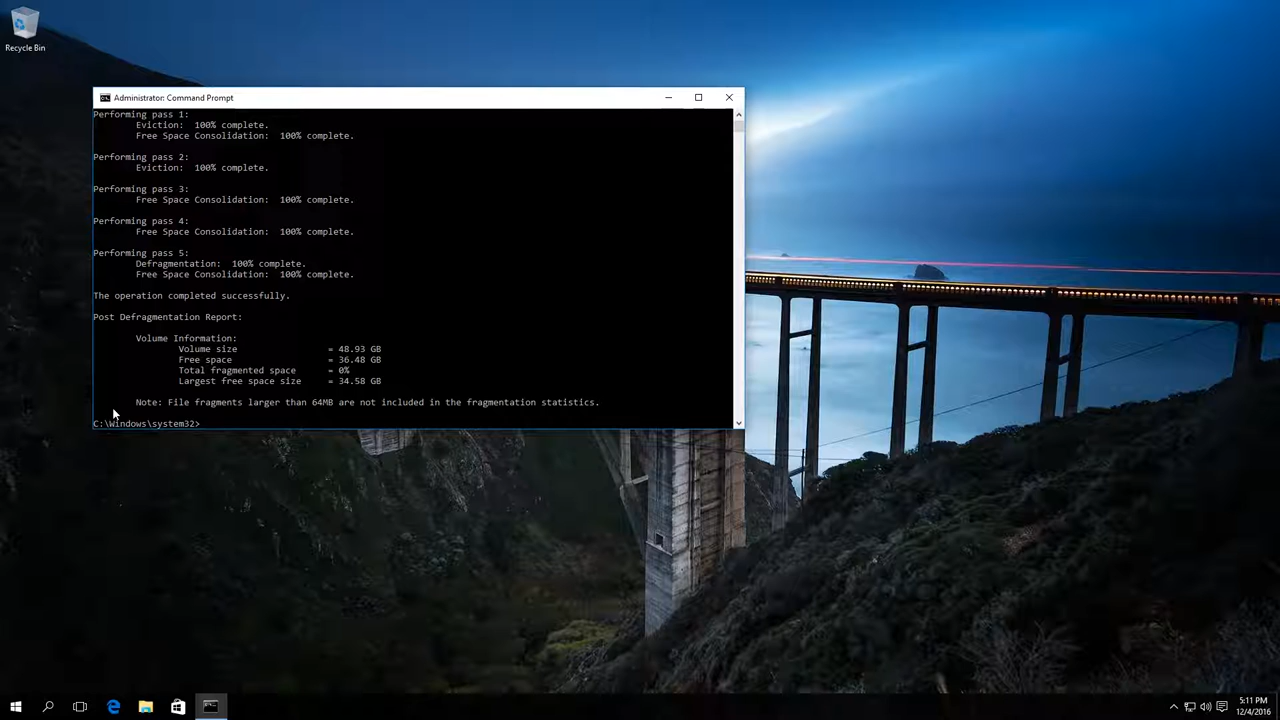 Recycle Bin
Administrator: Command Prompt
Performing pass 1:
Eviction: 100% complete.
Free Space Consolidation: 100% complete.
Performing pass 2:
Eviction: 100% complete.
Performing pass 3:
Free Space Consolidation: 100% complete.
Performing pass 4:
Free Space Consolidation: 100% complete.
Performing pass 5:
Defragmentation: 100% complete.
Free Space Consolidation: 100% complete.
The operation completed successfully.
Post Defragmentation Report:
Volume Information:
Volume size = 48.93 GB
Free space = 36.48 GB
Total fragmented space = 0%
Largest free space size = 34.58 GB
Note: File fragments larger than 64MB are not included in the fragmentation statistics.
C:\Windows\system32>
5:11 PM
12/4/2016